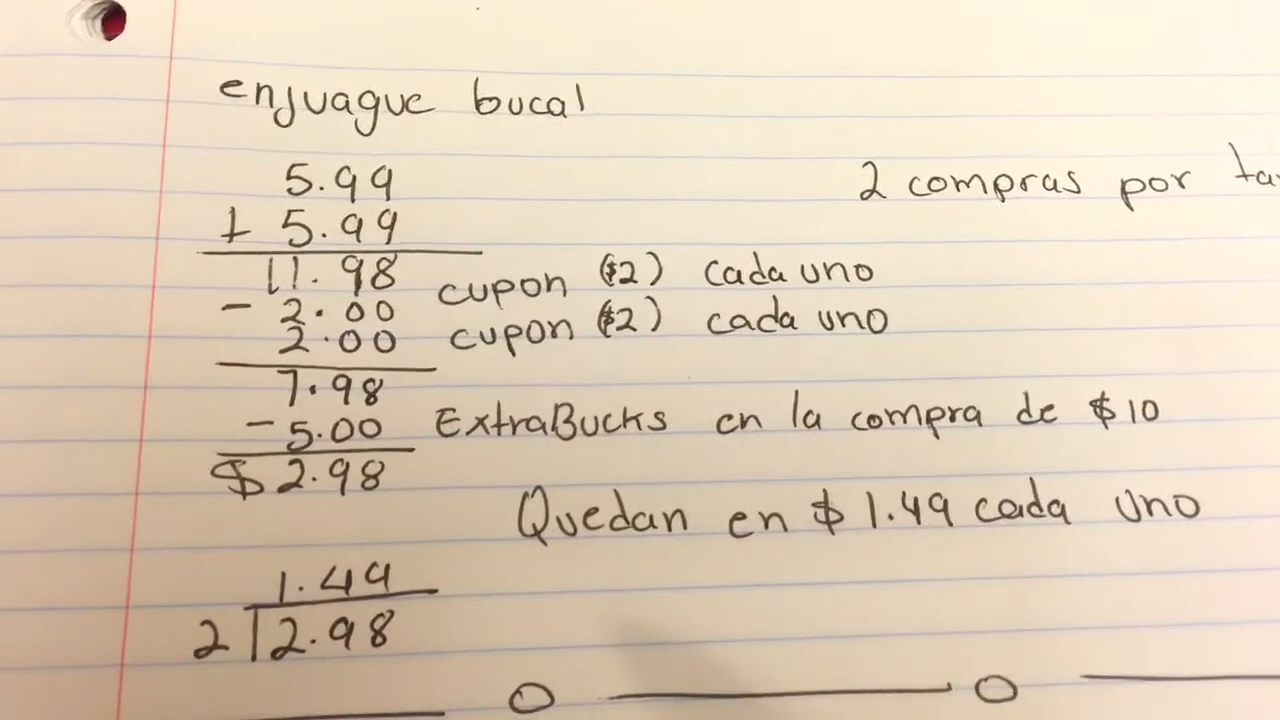 enjuague bucal
5.99
2 compras por
+ 5.99
11.98
cupon ($2) cada uno
- 2.00
2.00 cupon ($2) cada uno
7.98
- 5.00 ExtraBucks en la compra de $10
$ 2.98
Quedan en $1.49 cada uno
1.49
2 2.98